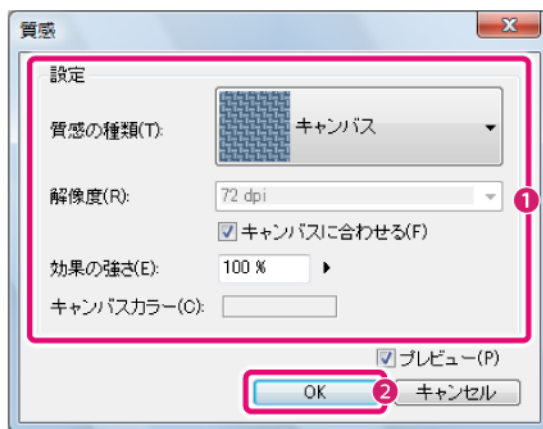 質感
設定
質感の種類(T): キャンバス
解像度(R): 72 dpi
キャンバスに合わせる(F)
効果の強さ(E): 100 %
キャンバスカラー(C):
プレビュー(P)
OK キャンセル
1
2